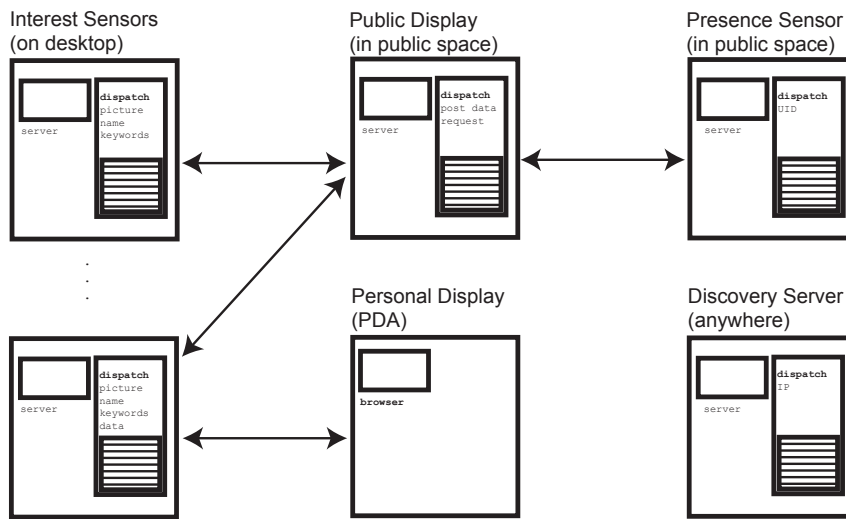 Interest Sensors
(on desktop)
dispatch
picture
name
keywords
server
Public Display
(in public space)
dispatch
post data
request
server
Presence Sensor
(in public space)
dispatch
UID
server
.
.
.
dispatch
picture
name
keywords
data
server
Personal Display
(PDA)
browser
Discovery Server
(anywhere)
dispatch
IP
server